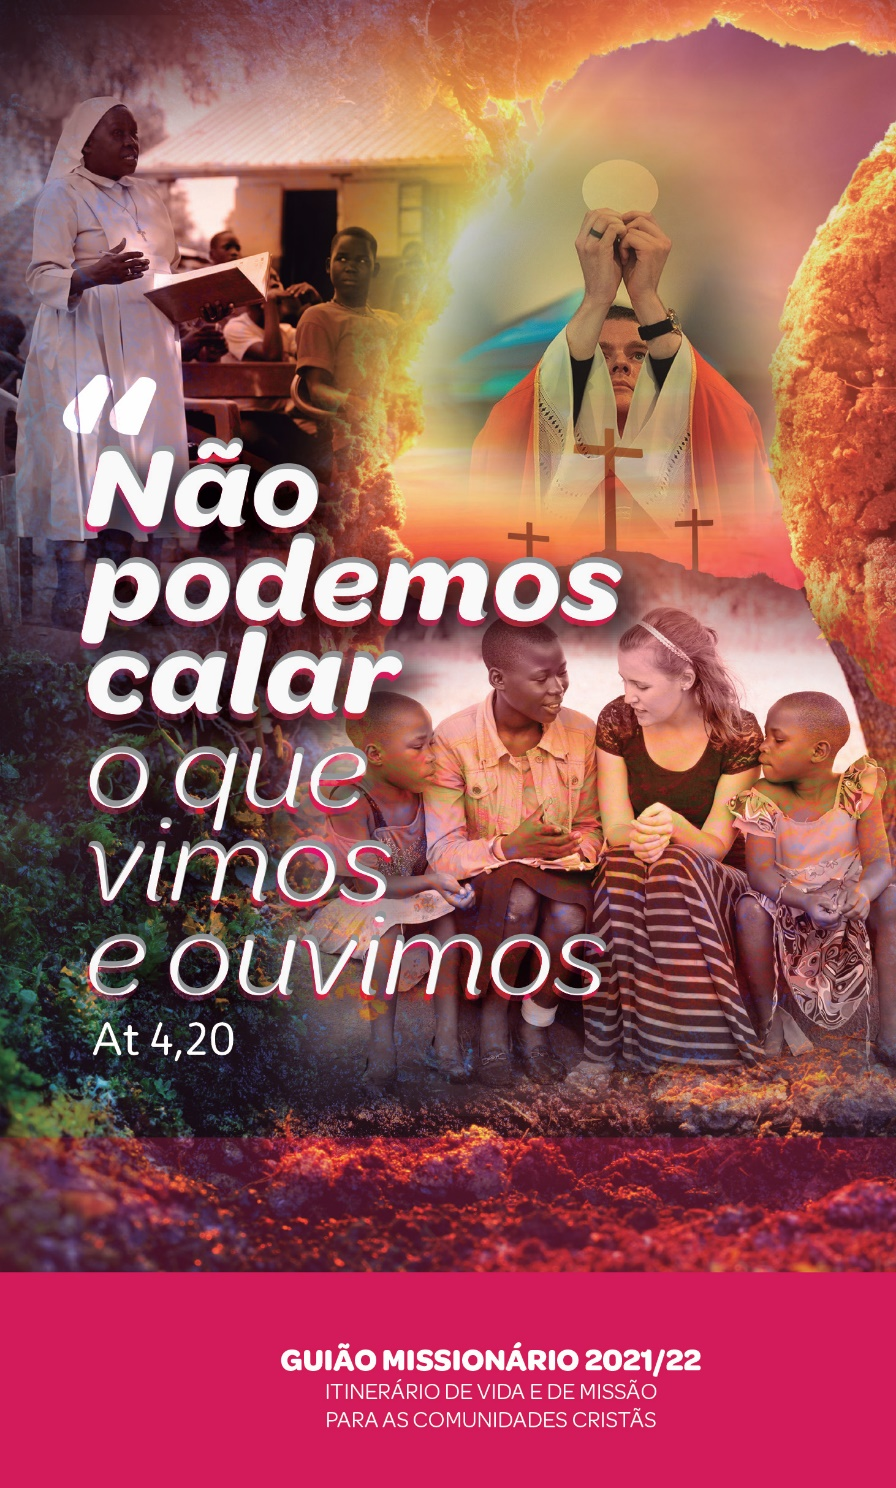 “Não
podemos
calar
o que
vimos
e ouvimos
At 4,20
GUIÃO MISSIONÁRIO 2021/22
ITINERÁRIO DE VIDA E DE MISSÃO
PARA AS COMUNIDADES CRISTÃS